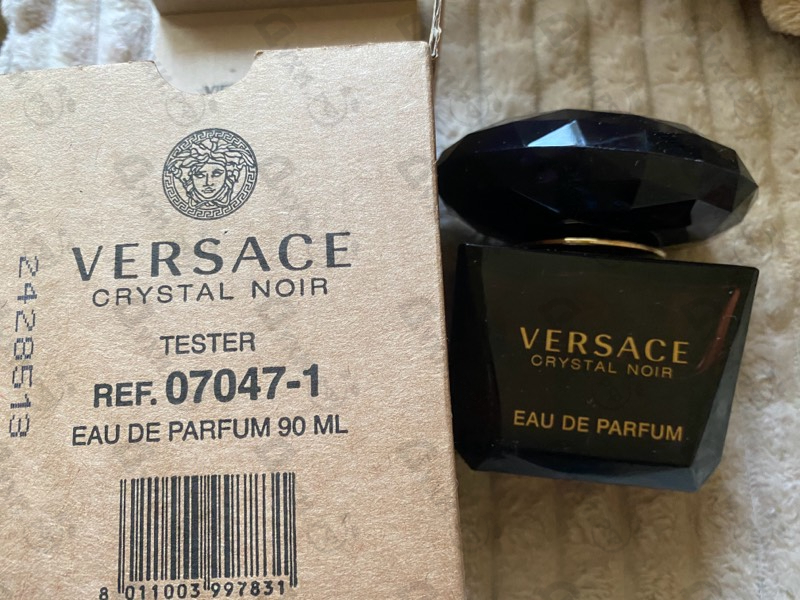 VERSACE
CRYSTAL NOIR
TESTER
REF. 07047-1
EAU DE PARFUM 90 ML
8 011003 997831
2428513
VERSACE
CRYSTAL NOIR
EAU DE PARFUM